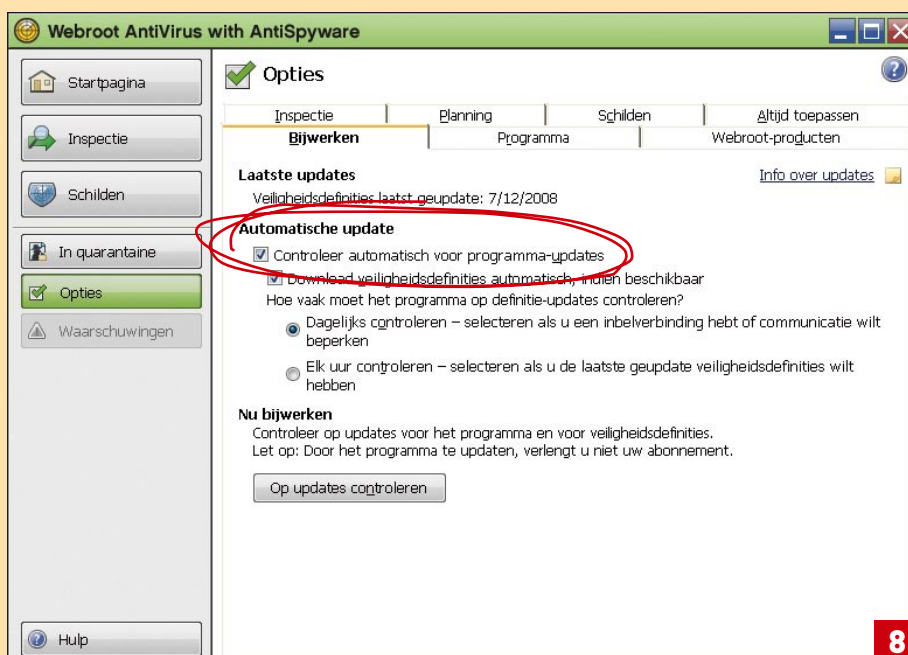 Webroot AntiVirus with AntiSpyware
Startpagina
Inspectie
Schilden
In quarantaine
Opties
Waarschuwingen
Hulp
Opties
Inspectie Planning Schilden Altijd toepassen
Bijwerken Programma Webroot-producten
Laatste updates Info over updates
Veiligheidsdefinities laatst geupdate: 7/12/2008
Automatische update
Controleer automatisch voor programma-updates
Download veiligheidsdefinities automatisch, indien beschikbaar
Hoe vaak moet het programma op definitie-updates controleren?
Dagelijks controleren – selecteren als u een inbelverbinding hebt of communicatie wilt
beperken
Elk uur controleren – selecteren als u de laatste geupdate veiligheidsdefinities wilt
hebben
Nu bijwerken
Controleer op updates voor het programma en voor veiligheidsdefinities.
Let op: Door het programma te updaten, verlengt u niet uw abonnement.
Op updates controleren
8